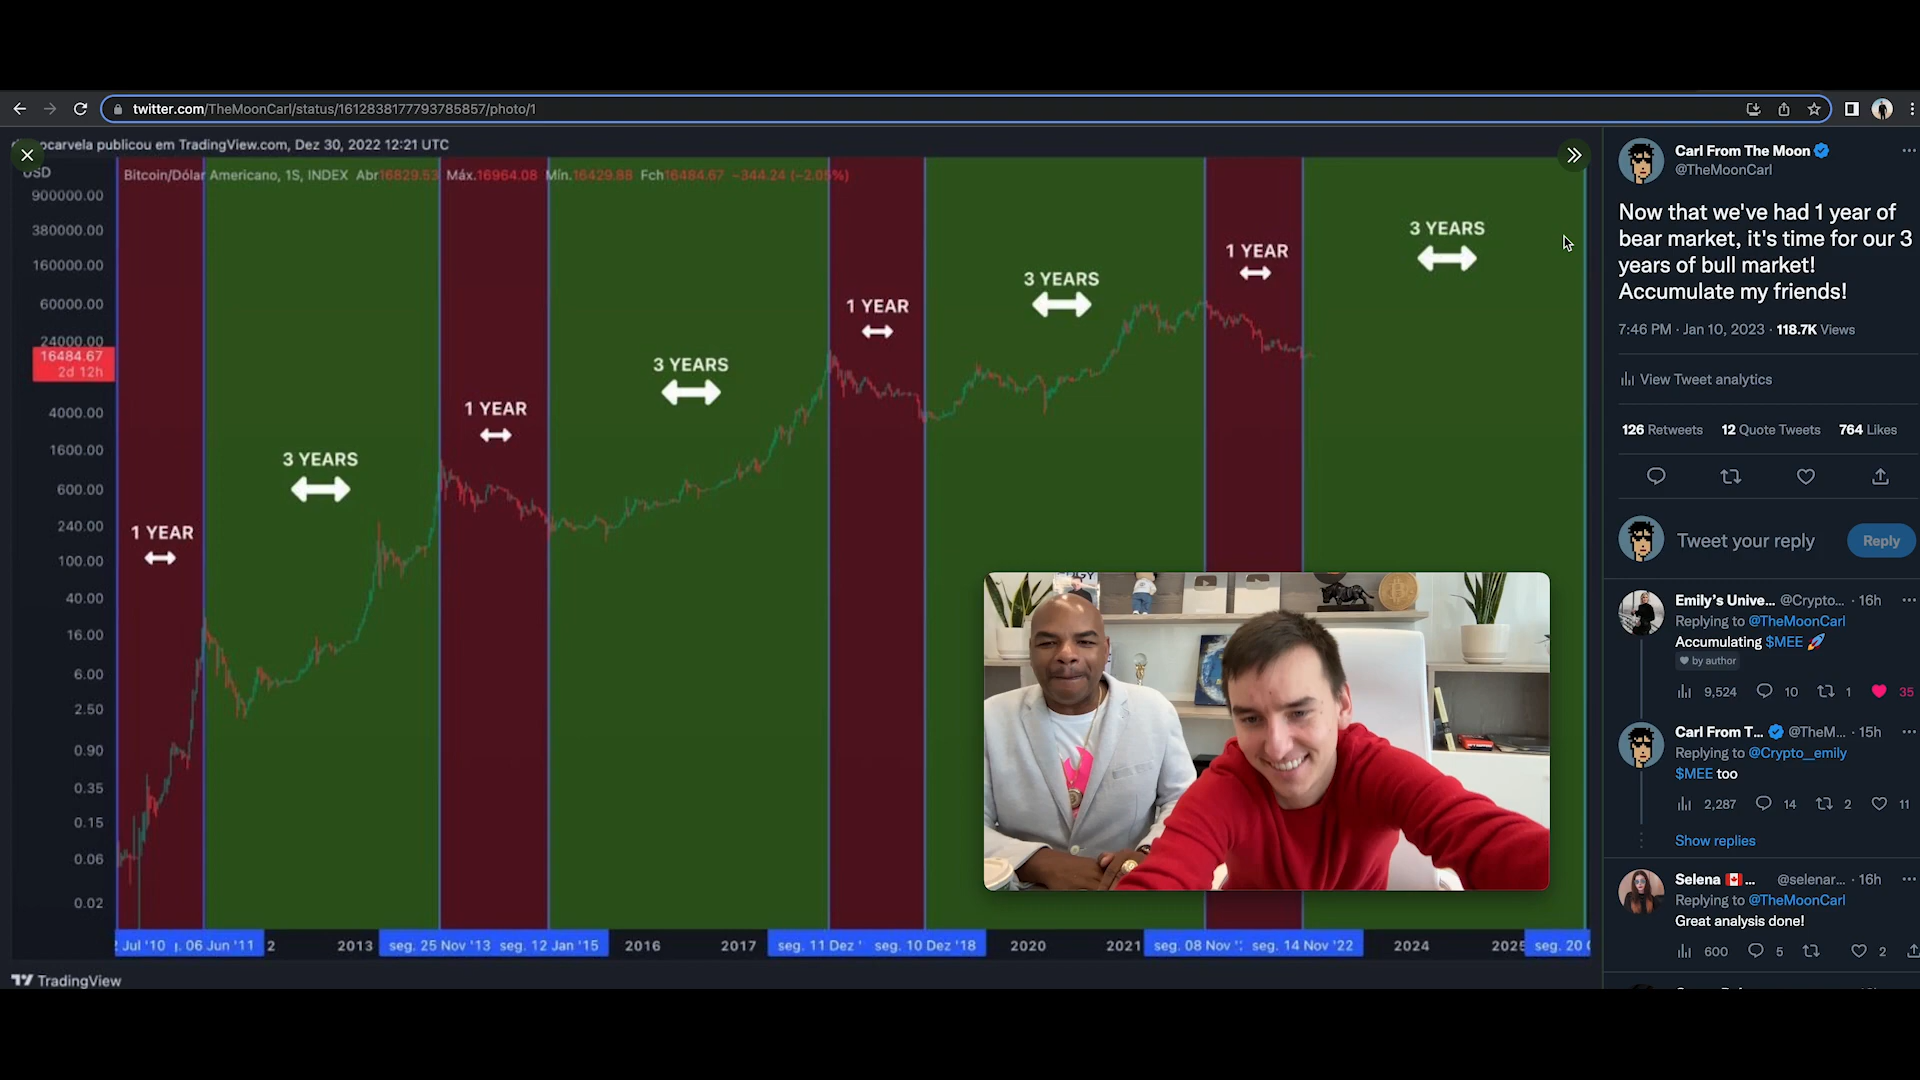 twitter.com/TheMoonCarl/status/1612838177793785857/photo/1
ocarvela publicou em TradingView.com, Dez 30, 2022 12:21 UTC
USD
Bitcoin/Dólar Americano, 1S, INDEX Abr16829.53 Máx.16964.08 Mín.16429.88 Fch16484.67 −344.24 (−2.05%)
900000.00
380000.00
160000.00
60000.00
24000.00
16484.67
2d 12h
4000.00
1600.00
600.00
240.00
100.00
40.00
16.00
6.00
2.50
0.90
0.35
0.15
0.06
0.02
1 YEAR
3 YEARS
1 YEAR
3 YEARS
1 YEAR
3 YEARS
1 YEAR
3 YEARS
Jul '10 06 Jun '11 2 2013 seg. 25 Nov '13 seg. 12 Jan '15 2016 2017 seg. 11 Dez ' seg. 10 Dez '18 2020 2021 seg. 08 Nov ' seg. 14 Nov '22 2024 2025 seg. 20
TradingView
Carl From The Moon
@TheMoonCarl
Now that we've had 1 year of
bear market, it's time for our 3
years of bull market!
Accumulate my friends!
7:46 PM · Jan 10, 2023 · 118.7K Views
View Tweet analytics
126 Retweets 12 Quote Tweets 764 Likes
Tweet your reply
Reply
Emily's Unive... @Crypto... · 16h
Replying to @TheMoonCarl
Accumulating $MEE 🚀
by author
9,524 10 1 35
Carl From T... @TheM... · 15h
Replying to @Crypto_emily
$MEE too
2,287 14 2 11
Show replies
Selena 🇨🇦... @selenar... · 16h
Replying to @TheMoonCarl
Great analysis done!
600 5 2